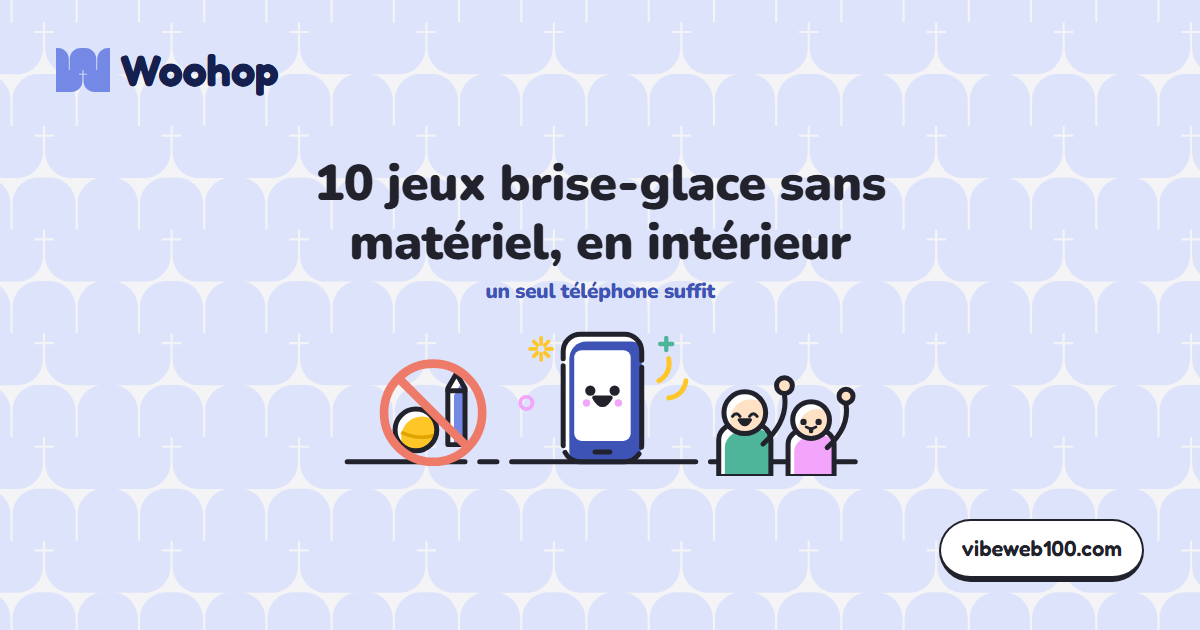 Woohop
10 jeux brise-glace sans
matériel, en intérieur
un seul téléphone suffit
vibeweb100.com